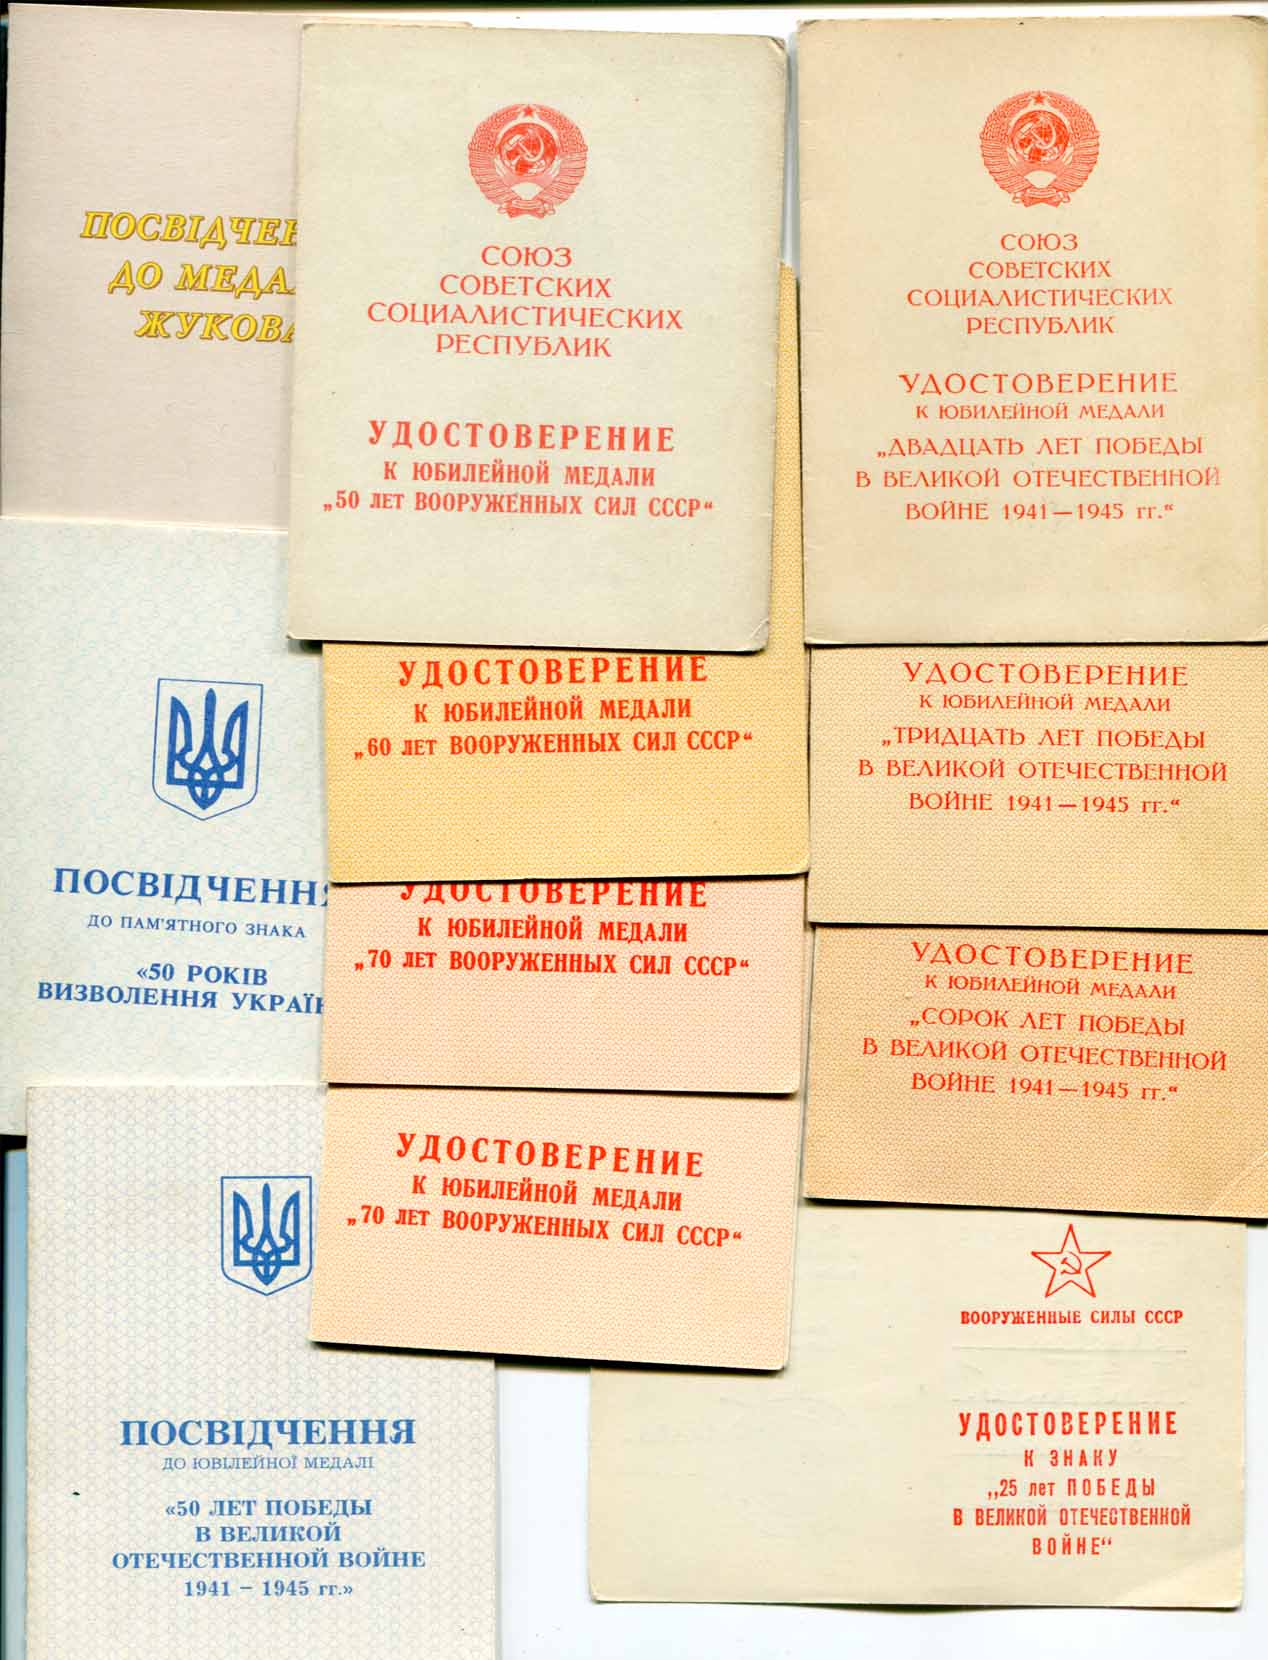 ПОСВІДЧЕН
ДО МЕДА
ЖУКОВА
СОЮЗ
СОВЕТСКИХ
СОЦИАЛИСТИЧЕСКИХ
РЕСПУБЛИК
УДОСТОВЕРЕНИЕ
К ЮБИЛЕЙНОЙ МЕДАЛИ
„50 ЛЕТ ВООРУЖЕННЫХ СИЛ СССР“
СОЮЗ
СОВЕТСКИХ
СОЦИАЛИСТИЧЕСКИХ
РЕСПУБЛИК
УДОСТОВЕРЕНИЕ
К ЮБИЛЕЙНОЙ МЕДАЛИ
„ДВАДЦАТЬ ЛЕТ ПОБЕДЫ
В ВЕЛИКОЙ ОТЕЧЕСТВЕННОЙ
ВОЙНЕ 1941—1945 гг.“
ПОСВІДЧЕННЯ
ДО ПАМ'ЯТНОГО ЗНАКА
«50 РОКІВ
ВИЗВОЛЕННЯ УКРАЇН
УДОСТОВЕРЕНИЕ
К ЮБИЛЕЙНОЙ МЕДАЛИ
„60 ЛЕТ ВООРУЖЕННЫХ СИЛ СССР“
УДОСТОВЕРЕНИЕ
К ЮБИЛЕЙНОЙ МЕДАЛИ
„ТРИДЦАТЬ ЛЕТ ПОБЕДЫ
В ВЕЛИКОЙ ОТЕЧЕСТВЕННОЙ
ВОЙНЕ 1941—1945 гг.“
УДОСТОВЕРЕНИЕ
К ЮБИЛЕЙНОЙ МЕДАЛИ
„70 ЛЕТ ВООРУЖЕННЫХ СИЛ СССР“
УДОСТОВЕРЕНИЕ
К ЮБИЛЕЙНОЙ МЕДАЛИ
„СОРОК ЛЕТ ПОБЕДЫ
В ВЕЛИКОЙ ОТЕЧЕСТВЕННОЙ
ВОЙНЕ 1941—1945 гг.“
УДОСТОВЕРЕНИЕ
К ЮБИЛЕЙНОЙ МЕДАЛИ
„70 ЛЕТ ВООРУЖЕННЫХ СИЛ СССР“
ПОСВІДЧЕННЯ
ДО ЮВІЛЕЙНОЇ МЕДАЛІ
«50 ЛЕТ ПОБЕДЫ
В ВЕЛИКОЙ
ОТЕЧЕСТВЕННОЙ ВОЙНЕ
1941 – 1945 гг.»
ВООРУЖЕННЫЕ СИЛЫ СССР
УДОСТОВЕРЕНИЕ
К ЗНАКУ
„25 лет ПОБЕДЫ
В ВЕЛИКОЙ ОТЕЧЕСТВЕННОЙ
ВОЙНЕ“